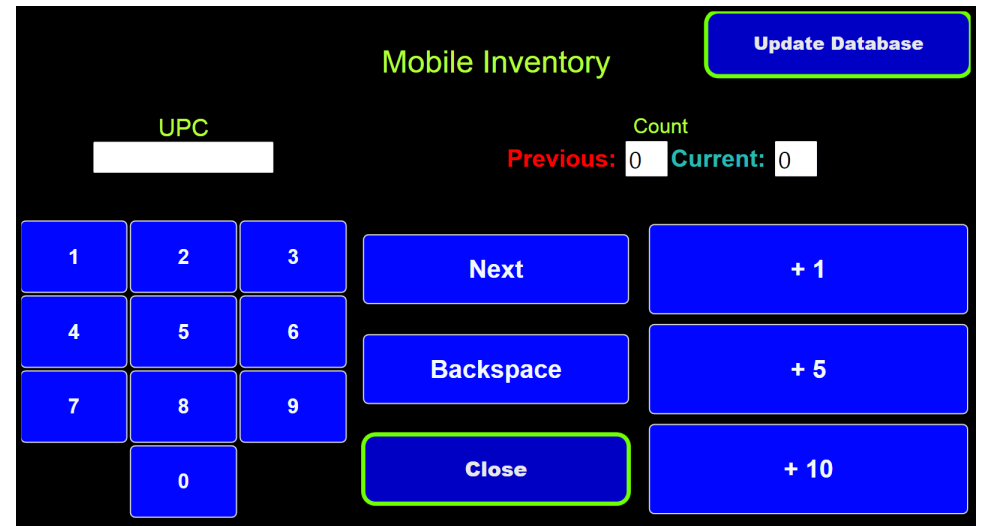 Update Database
Mobile Inventory
UPC
Count
Previous: 0 Current: 0
1 2 3
4 5 6
7 8 9
0
Next
Backspace
Close
+ 1
+ 5
+ 10